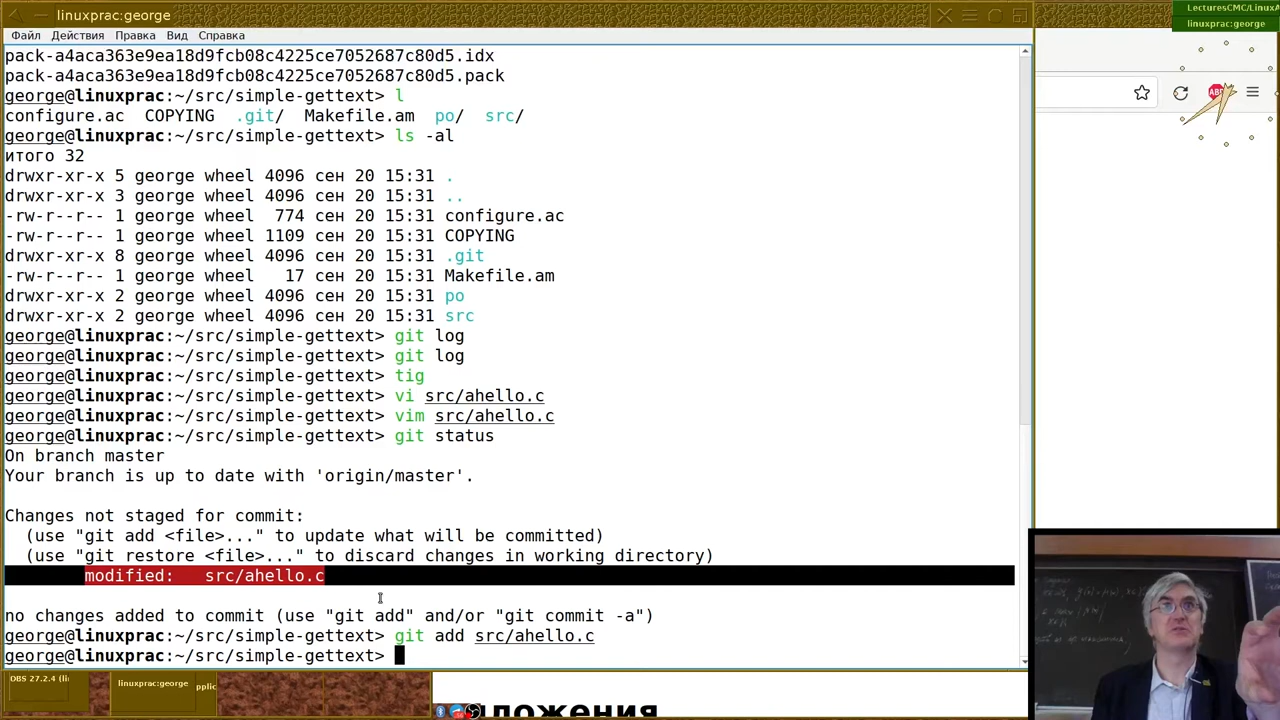 linuxprac:george
LecturesCMC/LinuxA
linuxprac:george
Файл Действия Правка Вид Справка
pack-a4aca363e9ea18d9fcb08c4225ce7052687c80d5.idx
pack-a4aca363e9ea18d9fcb08c4225ce7052687c80d5.pack
george@linuxprac:~/src/simple-gettext> l
configure.ac COPYING .git/ Makefile.am po/ src/
george@linuxprac:~/src/simple-gettext> ls -al
итого 32
drwxr-xr-x 5 george wheel 4096 сен 20 15:31 .
drwxr-xr-x 3 george wheel 4096 сен 20 15:31 ..
-rw-r--r-- 1 george wheel 774 сен 20 15:31 configure.ac
-rw-r--r-- 1 george wheel 1109 сен 20 15:31 COPYING
drwxr-xr-x 8 george wheel 4096 сен 20 15:31 .git
-rw-r--r-- 1 george wheel 17 сен 20 15:31 Makefile.am
drwxr-xr-x 2 george wheel 4096 сен 20 15:31 po
drwxr-xr-x 2 george wheel 4096 сен 20 15:31 src
george@linuxprac:~/src/simple-gettext> git log
george@linuxprac:~/src/simple-gettext> git log
george@linuxprac:~/src/simple-gettext> tig
george@linuxprac:~/src/simple-gettext> vi src/ahello.c
george@linuxprac:~/src/simple-gettext> vim src/ahello.c
george@linuxprac:~/src/simple-gettext> git status
On branch master
Your branch is up to date with 'origin/master'.
Changes not staged for commit:
(use "git add <file>..." to update what will be committed)
(use "git restore <file>..." to discard changes in working directory)
modified: src/ahello.c
no changes added to commit (use "git add" and/or "git commit -a")
george@linuxprac:~/src/simple-gettext> git add src/ahello.c
george@linuxprac:~/src/simple-gettext>
OBS 27.2.4 (li
linuxprac:george
ложения